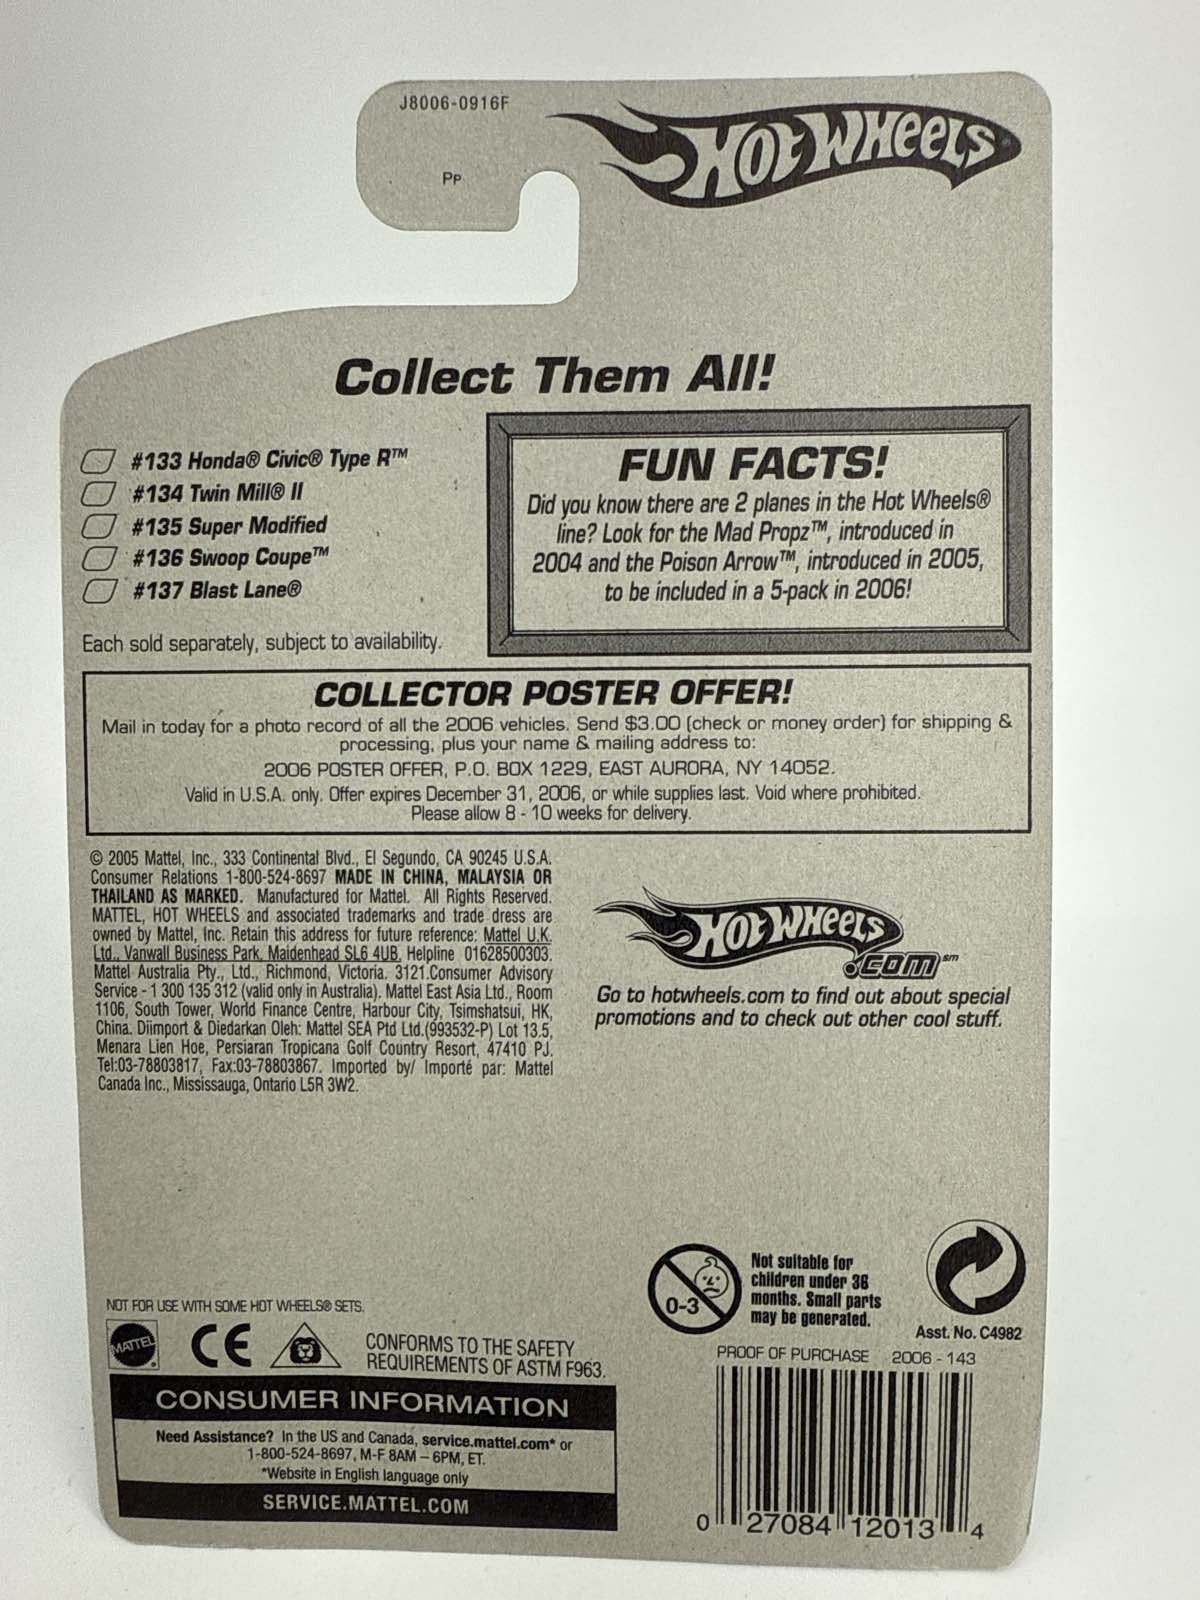 J8006-0916F
Pp
HOT WHEELS
Collect Them All!
#133 Honda® Civic® Type R™
#134 Twin Mill® II
#135 Super Modified
#136 Swoop Coupe™
#137 Blast Lane®
Each sold separately, subject to availability.
FUN FACTS!
Did you know there are 2 planes in the Hot Wheels®
line? Look for the Mad Propz™, introduced in
2004 and the Poison Arrow™, introduced in 2005,
to be included in a 5-pack in 2006!
COLLECTOR POSTER OFFER!
Mail in today for a photo record of all the 2006 vehicles. Send $3.00 (check or money order) for shipping &
processing, plus your name & mailing address to:
2006 POSTER OFFER, P.O. BOX 1229, EAST AURORA, NY 14052.
Valid in U.S.A. only. Offer expires December 31, 2006, or while supplies last. Void where prohibited.
Please allow 8 - 10 weeks for delivery.
© 2005 Mattel, Inc., 333 Continental Blvd., El Segundo, CA 90245 U.S.A.
Consumer Relations 1-800-524-8697 MADE IN CHINA, MALAYSIA OR
THAILAND AS MARKED. Manufactured for Mattel. All Rights Reserved.
MATTEL, HOT WHEELS and associated trademarks and trade dress are
owned by Mattel, Inc. Retain this address for future reference: Mattel U.K.
Ltd., Vanwall Business Park, Maidenhead SL6 4UB. Helpline 01628500303.
Mattel Australia Pty., Ltd., Richmond, Victoria. 3121.Consumer Advisory
Service - 1 300 135 312 (valid only in Australia). Mattel East Asia Ltd., Room
1106, South Tower, World Finance Centre, Harbour City, Tsimshatsui, HK,
China. Diimport & Diedarkan Oleh: Mattel SEA Ptd Ltd.(993532-P) Lot 13.5,
Menara Lien Hoe, Persiaran Tropicana Golf Country Resort, 47410 PJ.
Tel:03-78803817, Fax:03-78803867. Imported by/ Importé par: Mattel
Canada Inc., Mississauga, Ontario L5R 3W2.
HOT WHEELS
.COM℠
Go to hotwheels.com to find out about special
promotions and to check out other cool stuff.
NOT FOR USE WITH SOME HOT WHEELS® SETS.
MATTEL
CE
CONFORMS TO THE SAFETY
REQUIREMENTS OF ASTM F963.
CONSUMER INFORMATION
Need Assistance? In the US and Canada, service.mattel.com* or
1-800-524-8697, M-F 8AM – 6PM, ET.
*Website in English language only
SERVICE.MATTEL.COM
0-3
Not suitable for
children under 36
months. Small parts
may be generated.
Asst. No. C4982
PROOF OF PURCHASE 2006 - 143
0 27084 12013 4